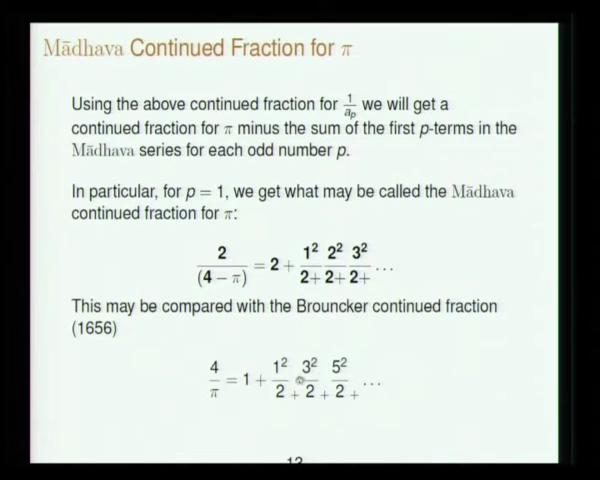 Mādhava Continued Fraction for π
Using the above continued fraction for 1/aₚ we will get a
continued fraction for π minus the sum of the first p-terms in the
Mādhava series for each odd number p.
In particular, for p = 1, we get what may be called the Mādhava
continued fraction for π:
2/(4 − π) = 2 + 1²/2+ 2²/2+ 3²/2+ ...
This may be compared with the Brouncker continued fraction
(1656)
4/π = 1 + 1²/2 + 3²/2 + 5²/2 + ...